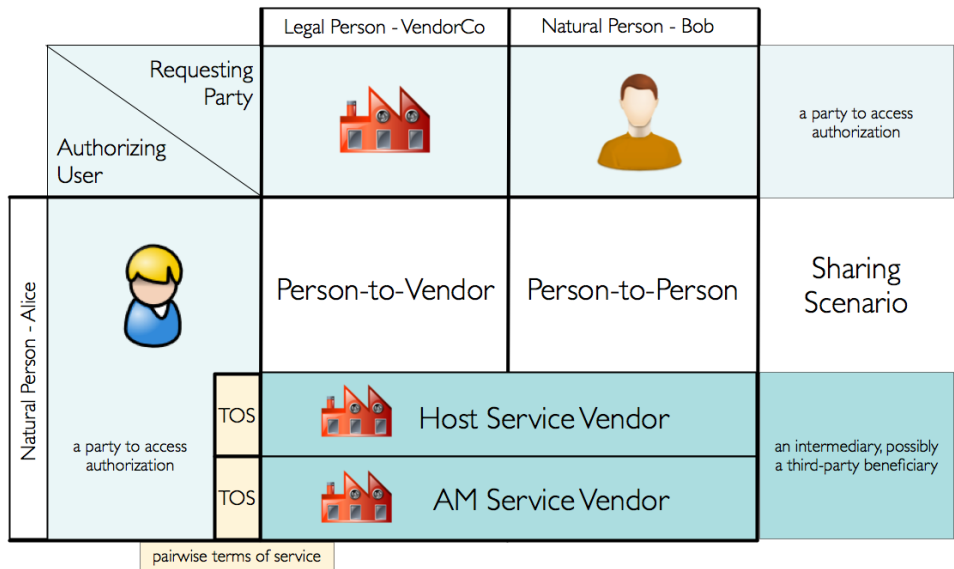 Legal Person - VendorCo
Natural Person - Bob
Requesting
Party
Authorizing
User
a party to access
authorization
Natural Person - Alice
Person-to-Vendor
Person-to-Person
Sharing
Scenario
a party to access
authorization
TOS
Host Service Vendor
TOS
AM Service Vendor
an intermediary, possibly
a third-party beneficiary
pairwise terms of service